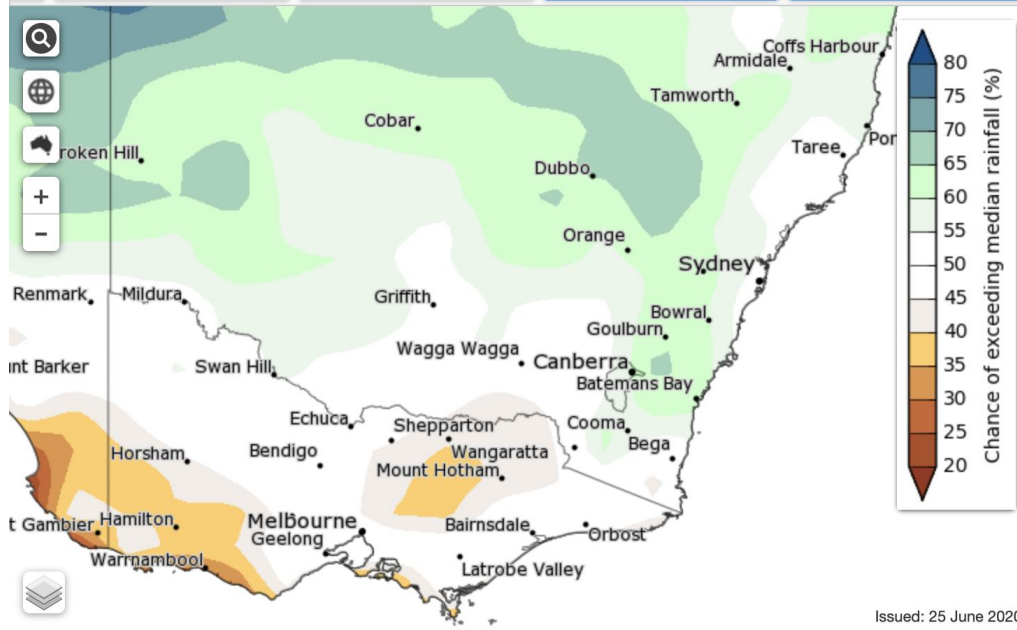 Coffs Harbour
Armidale
Tamworth
Cobar
roken Hill
Taree
Por
Dubbo
Orange
Sydney
Renmark
Mildura
Griffith
Bowral
Goulburn
Wagga Wagga
Canberra
nt Barker
Swan Hill
Batemans Bay
Echuca
Shepparton
Cooma
Bega
Horsham
Bendigo
Wangaratta
Mount Hotham
t Gambier
Hamilton
Melbourne
Geelong
Bairnsdale
Orbost
Warrnambool
Latrobe Valley
80
75
70
65
60
55
50
45
40
35
30
25
20
Chance of exceeding median rainfall (%)
+
−
Issued: 25 June 2020